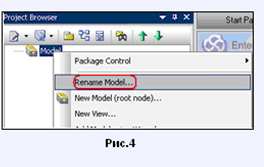 Project Browser
Start Pa
Model
Ente
Package Control
Rename Model...
New Model (root node)...
New View...
Рис.4